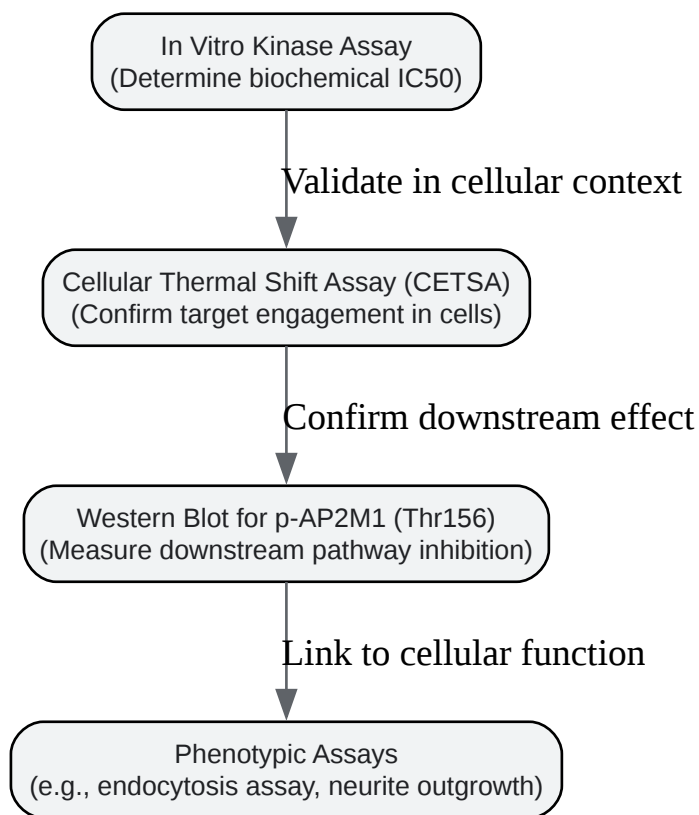 In Vitro Kinase Assay
(Determine biochemical IC50)
Validate in cellular context
Cellular Thermal Shift Assay (CETSA)
(Confirm target engagement in cells)
Confirm downstream effect
Western Blot for p-AP2M1 (Thr156)
(Measure downstream pathway inhibition)
Link to cellular function
Phenotypic Assays
(e.g., endocytosis assay, neurite outgrowth)